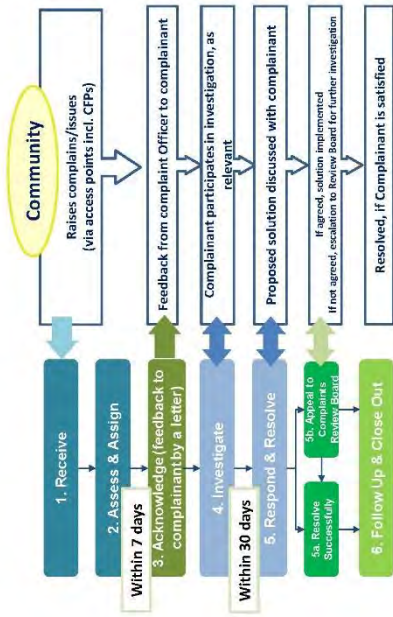 Community
Raises complains/issues
(via access points incl. CFPs)
Feedback from complaint Officer to complainant
Complainant participates in investigation, as
relevant
Proposed solution discussed with complainant
If agreed, solution implemented
If not agreed, escalation to Review Board for further investigation
Resolved, if Complainant is satisfied
1. Receive
2. Assess & Assign
Within 7 days
3. Acknowledge (feedback to
complainant by a letter)
4. Investigate
Within 30 days
5. Respond & Resolve
5a. Resolve
Successfully
5b. Appeal to
Complaints
Review Board
6. Follow Up & Close Out